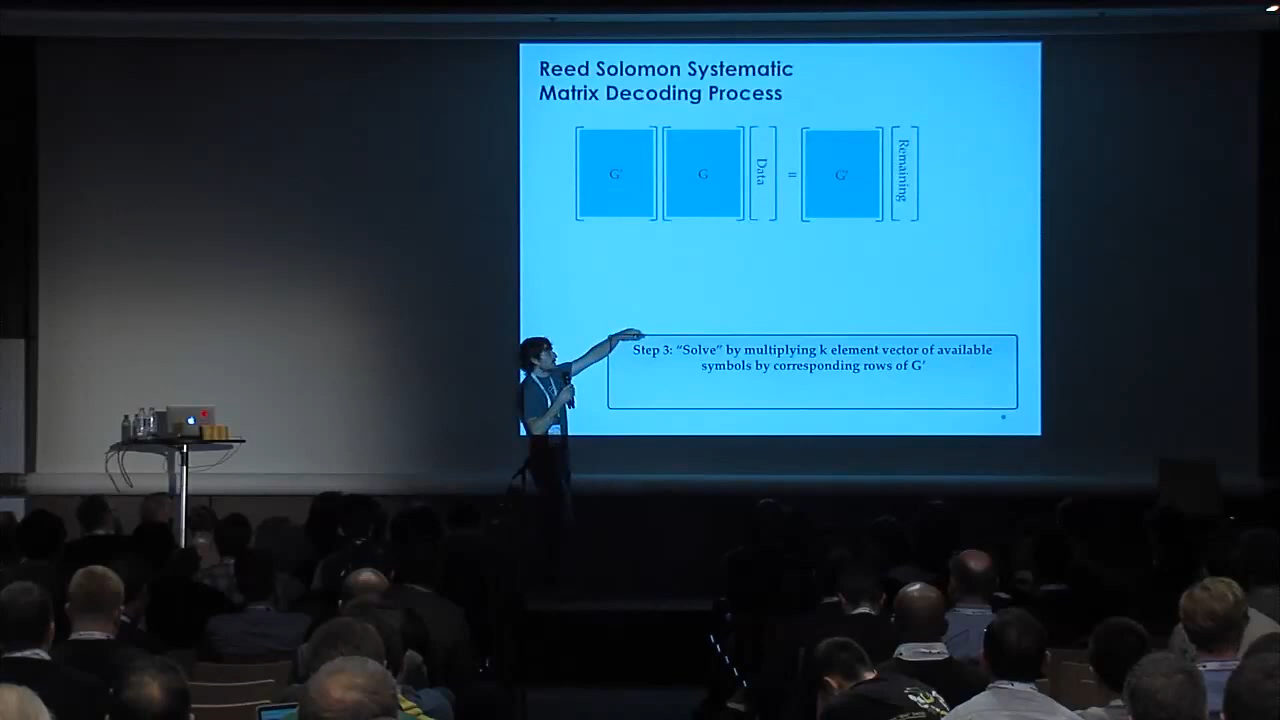 Reed Solomon Systematic
Matrix Decoding Process
G' G Data = G' Remaining
Step 3: “Solve” by multiplying k element vector of available
symbols by corresponding rows of G'